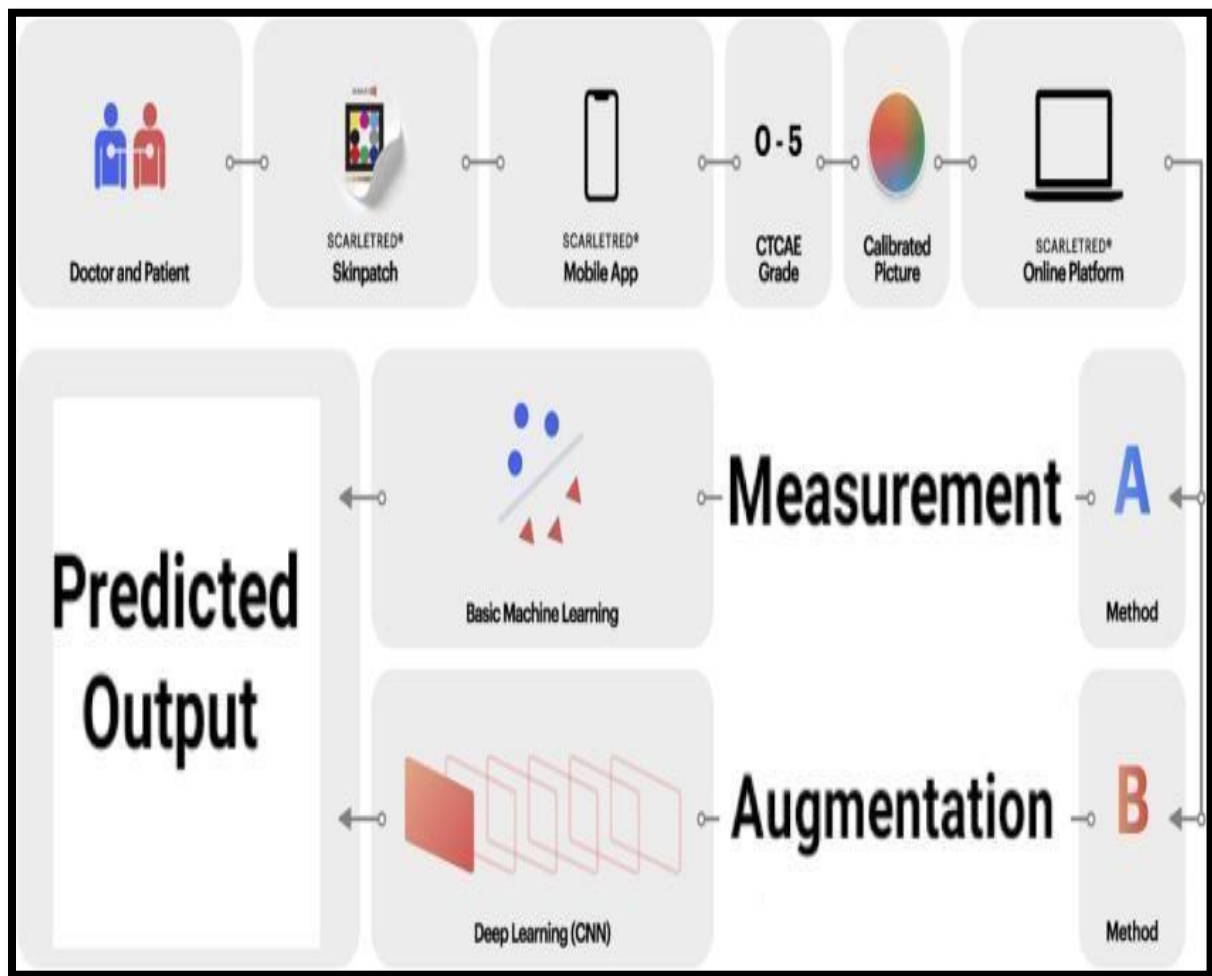 Doctor and Patient
SCARLETRED®
Skinpatch
SCARLETRED®
Mobile App
0 - 5
CTCAE
Grade
Calibrated
Picture
SCARLETRED®
Online Platform
Predicted
Output
Basic Machine Learning
Measurement
A
Method
Deep Learning (CNN)
Augmentation
B
Method